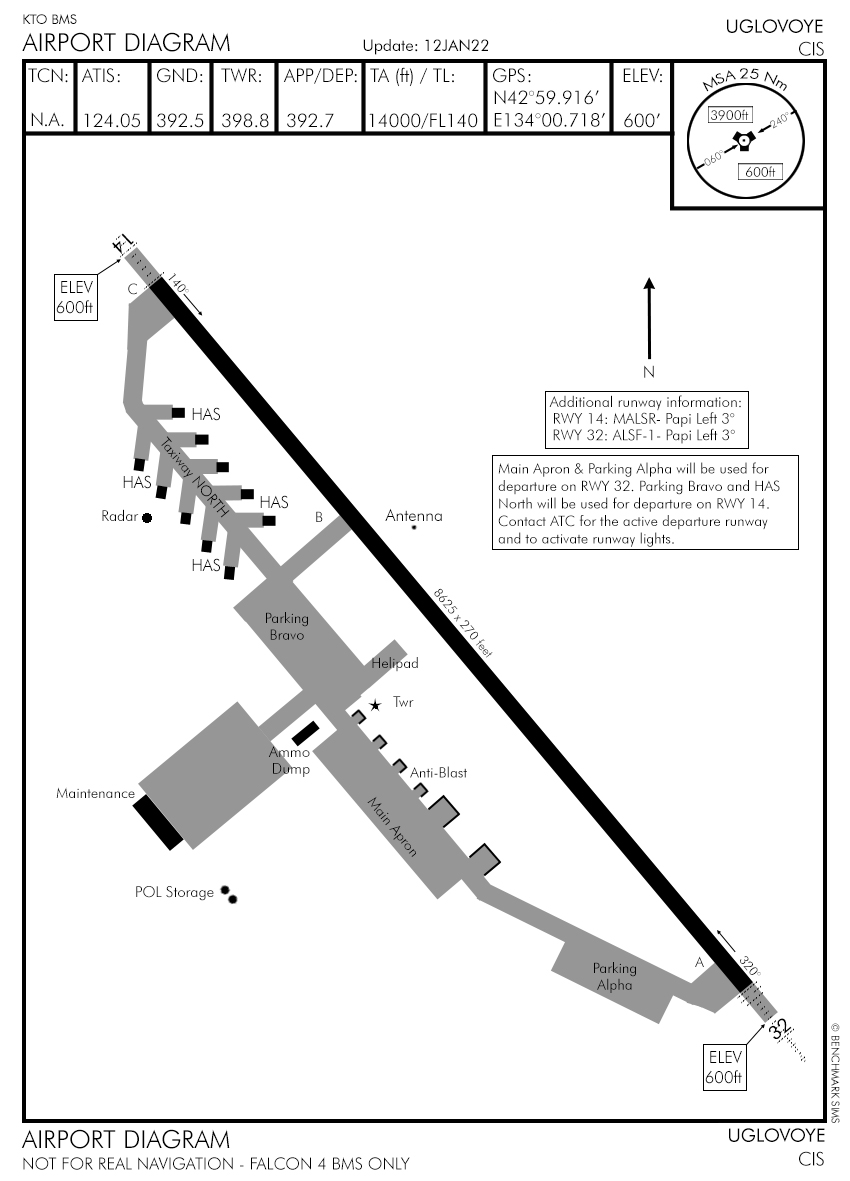 KTO BMS
AIRPORT DIAGRAM
Update: 12JAN22
UGLOVOYE
CIS
TCN: ATIS: GND: TWR: APP/DEP: TA (ft) / TL: GPS: ELEV:
N42°59.916'
N.A. 124.05 392.5 398.8 392.7 14000/FL140 E134°00.718' 600'
MSA 25 Nm
3900ft
240°
060°
600ft
14
ELEV
600ft
C
140°
N
Additional runway information:
RWY 14: MALSR- Papi Left 3°
RWY 32: ALSF-1- Papi Left 3°
Main Apron & Parking Alpha will be used for
departure on RWY 32. Parking Bravo and HAS
North will be used for departure on RWY 14.
Contact ATC for the active departure runway
and to activate runway lights.
HAS
Taxiway NORTH
HAS
HAS
Radar
B
Antenna
HAS
8625 x 270 feet
Parking
Bravo
Helipad
Twr
Ammo
Dump
Anti-Blast
Maintenance
Main Apron
POL Storage
A
320°
Parking
Alpha
32
ELEV
600ft
© BENCHMARK SIMS
AIRPORT DIAGRAM
NOT FOR REAL NAVIGATION - FALCON 4 BMS ONLY
UGLOVOYE
CIS